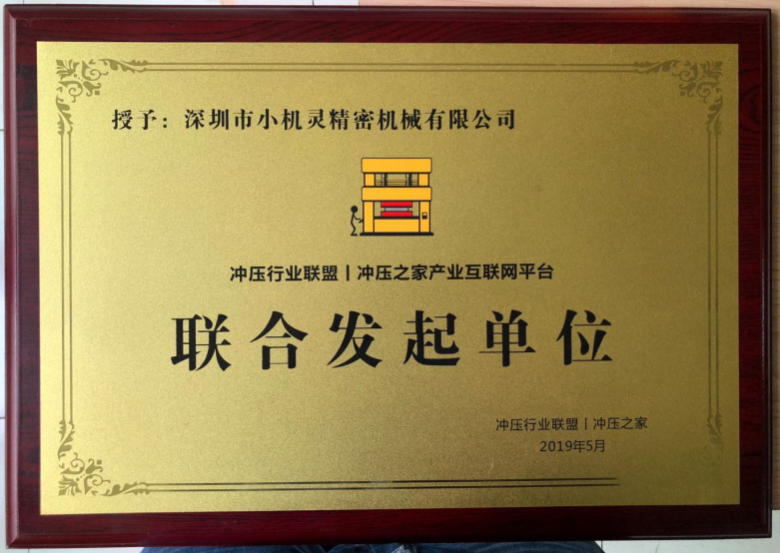 授予：深圳市小机灵精密机械有限公司
冲压行业联盟丨冲压之家产业互联网平台
联合发起单位
冲压行业联盟丨冲压之家
2019年5月